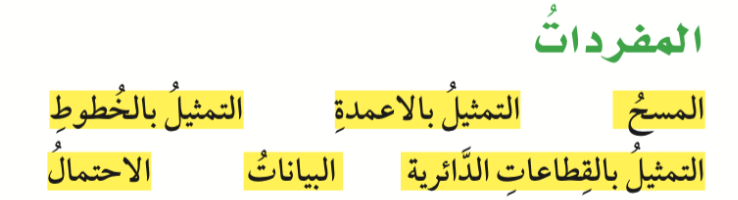 المفرداتُ
المسحُ التمثيلُ بالاعمدةِ التمثيلُ بالخُطوطِ
التمثيلُ بالقِطاعاتِ الدَّائرية البياناتُ الاحتمالُ